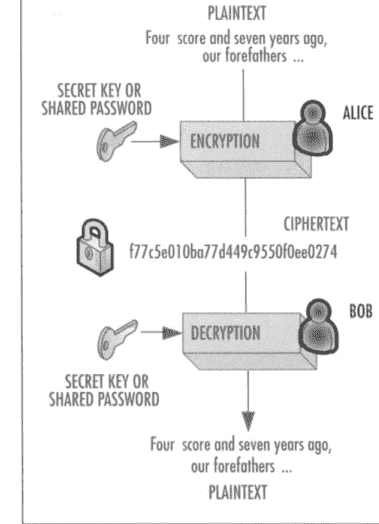 PLAINTEXT
Four score and seven years ago,
our forefathers ...
SECRET KEY OR
SHARED PASSWORD
ALICE
ENCRYPTION
CIPHERTEXT
f77c5e010ba77d449c9550f0ee0274
BOB
DECRYPTION
SECRET KEY OR
SHARED PASSWORD
Four score and seven years ago,
our forefathers ...
PLAINTEXT